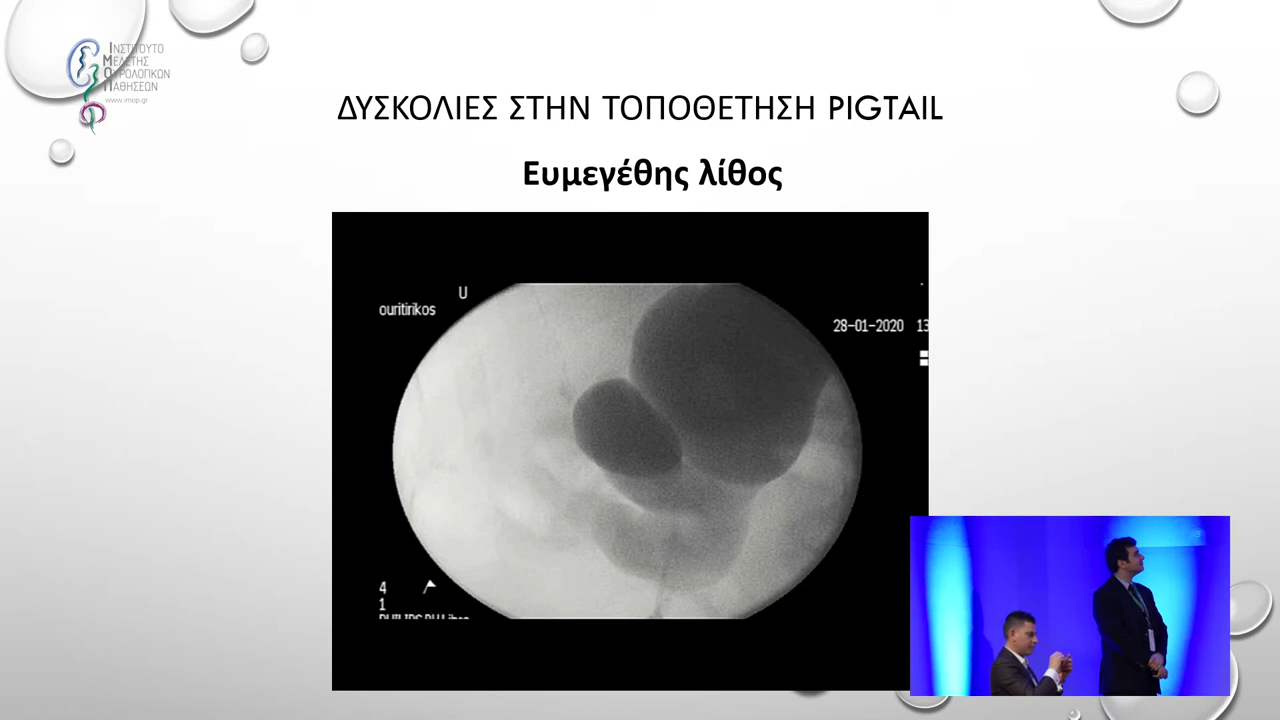 ΙΝΣΤΙΤΟΥΤΟ
ΜΕΛΕΤΗΣ
ΟΥΡΟΛΟΓΙΚΩΝ
ΠΑΘΗΣΕΩΝ
www.imop.gr
ΔΥΣΚΟΛΙΕΣ ΣΤΗΝ ΤΟΠΟΘΕΤΗΣΗ PIGTAIL
Ευμεγέθης λίθος
U
ouritirikos
28-01-2020 13
4
1